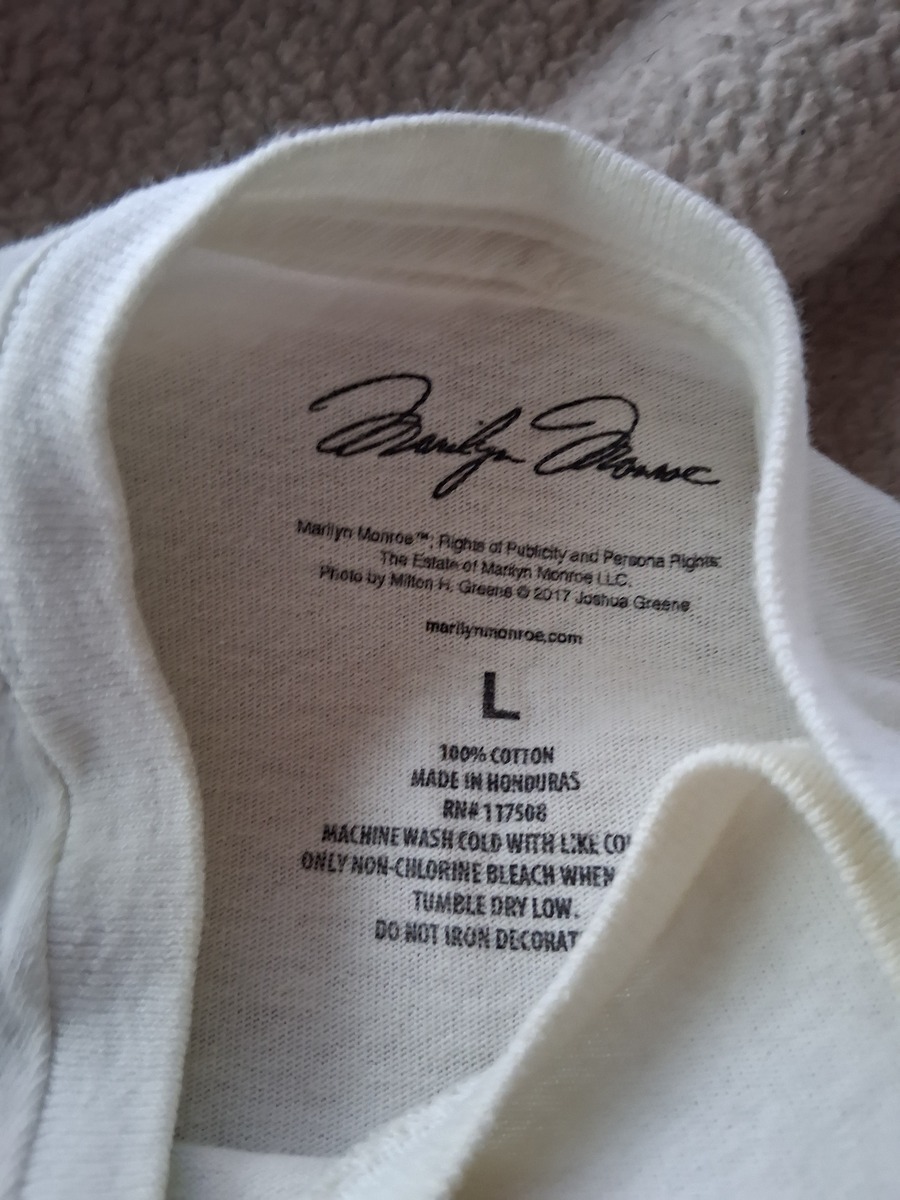 Marilyn Monroe
Marilyn Monroe™; Rights of Publicity and Persona Rights:
The Estate of Marilyn Monroe LLC.
Photo by Milton H. Greene © 2017 Joshua Greene
marilynmonroe.com
L
100% COTTON
MADE IN HONDURAS
RN# 117508
MACHINE WASH COLD WITH LIKE
ONLY NON-CHLORINE BLEACH WHEN
TUMBLE DRY LOW.
DO NOT IRON